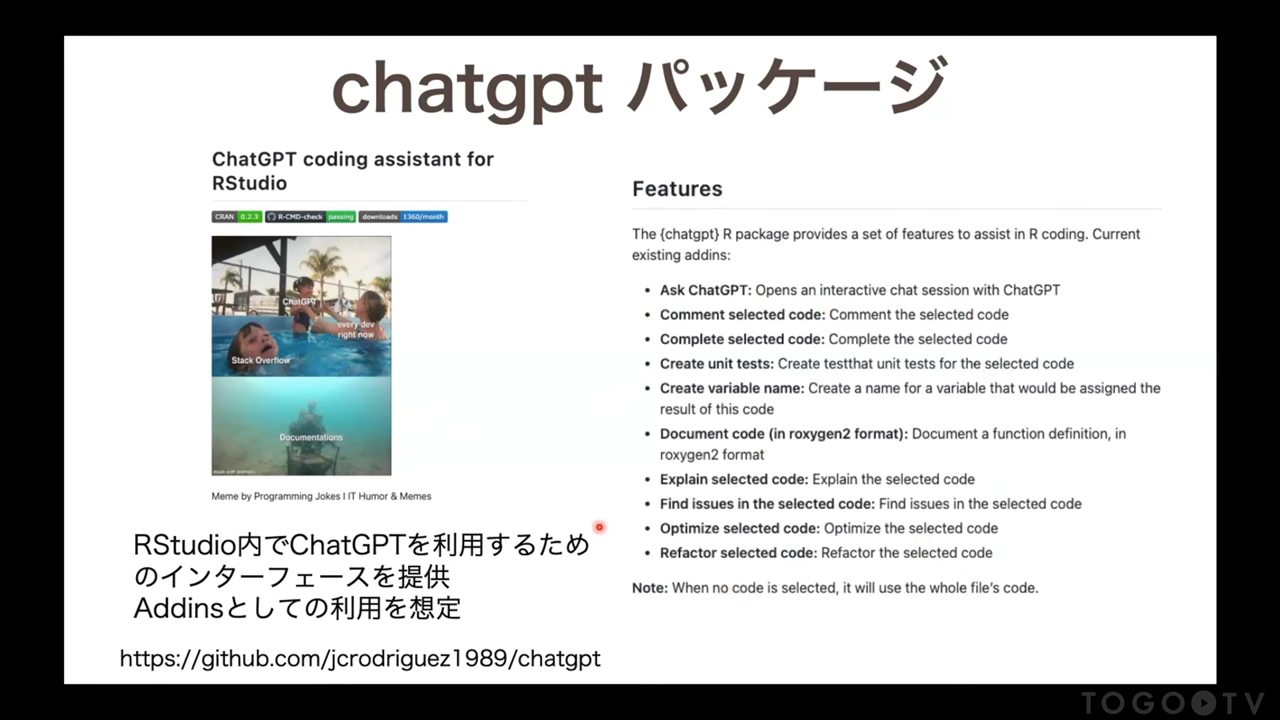 chatgpt パッケージ
ChatGPT coding assistant for
RStudio
CRAN 0.2.3 R-CMD-check passing downloads 1360/month
ChatGPT
every dev
right now
Stack Overflow
Documentations
Meme by Programming Jokes I IT Humor & Memes
RStudio内でChatGPTを利用するため
のインターフェースを提供
Addinsとしての利用を想定
https://github.com/jcrodriguez1989/chatgpt
Features
The {chatgpt} R package provides a set of features to assist in R coding. Current
existing addins:
• Ask ChatGPT: Opens an interactive chat session with ChatGPT
• Comment selected code: Comment the selected code
• Complete selected code: Complete the selected code
• Create unit tests: Create testthat unit tests for the selected code
• Create variable name: Create a name for a variable that would be assigned the
result of this code
• Document code (in roxygen2 format): Document a function definition, in
roxygen2 format
• Explain selected code: Explain the selected code
• Find issues in the selected code: Find issues in the selected code
• Optimize selected code: Optimize the selected code
• Refactor selected code: Refactor the selected code
Note: When no code is selected, it will use the whole file's code.
TOGO TV